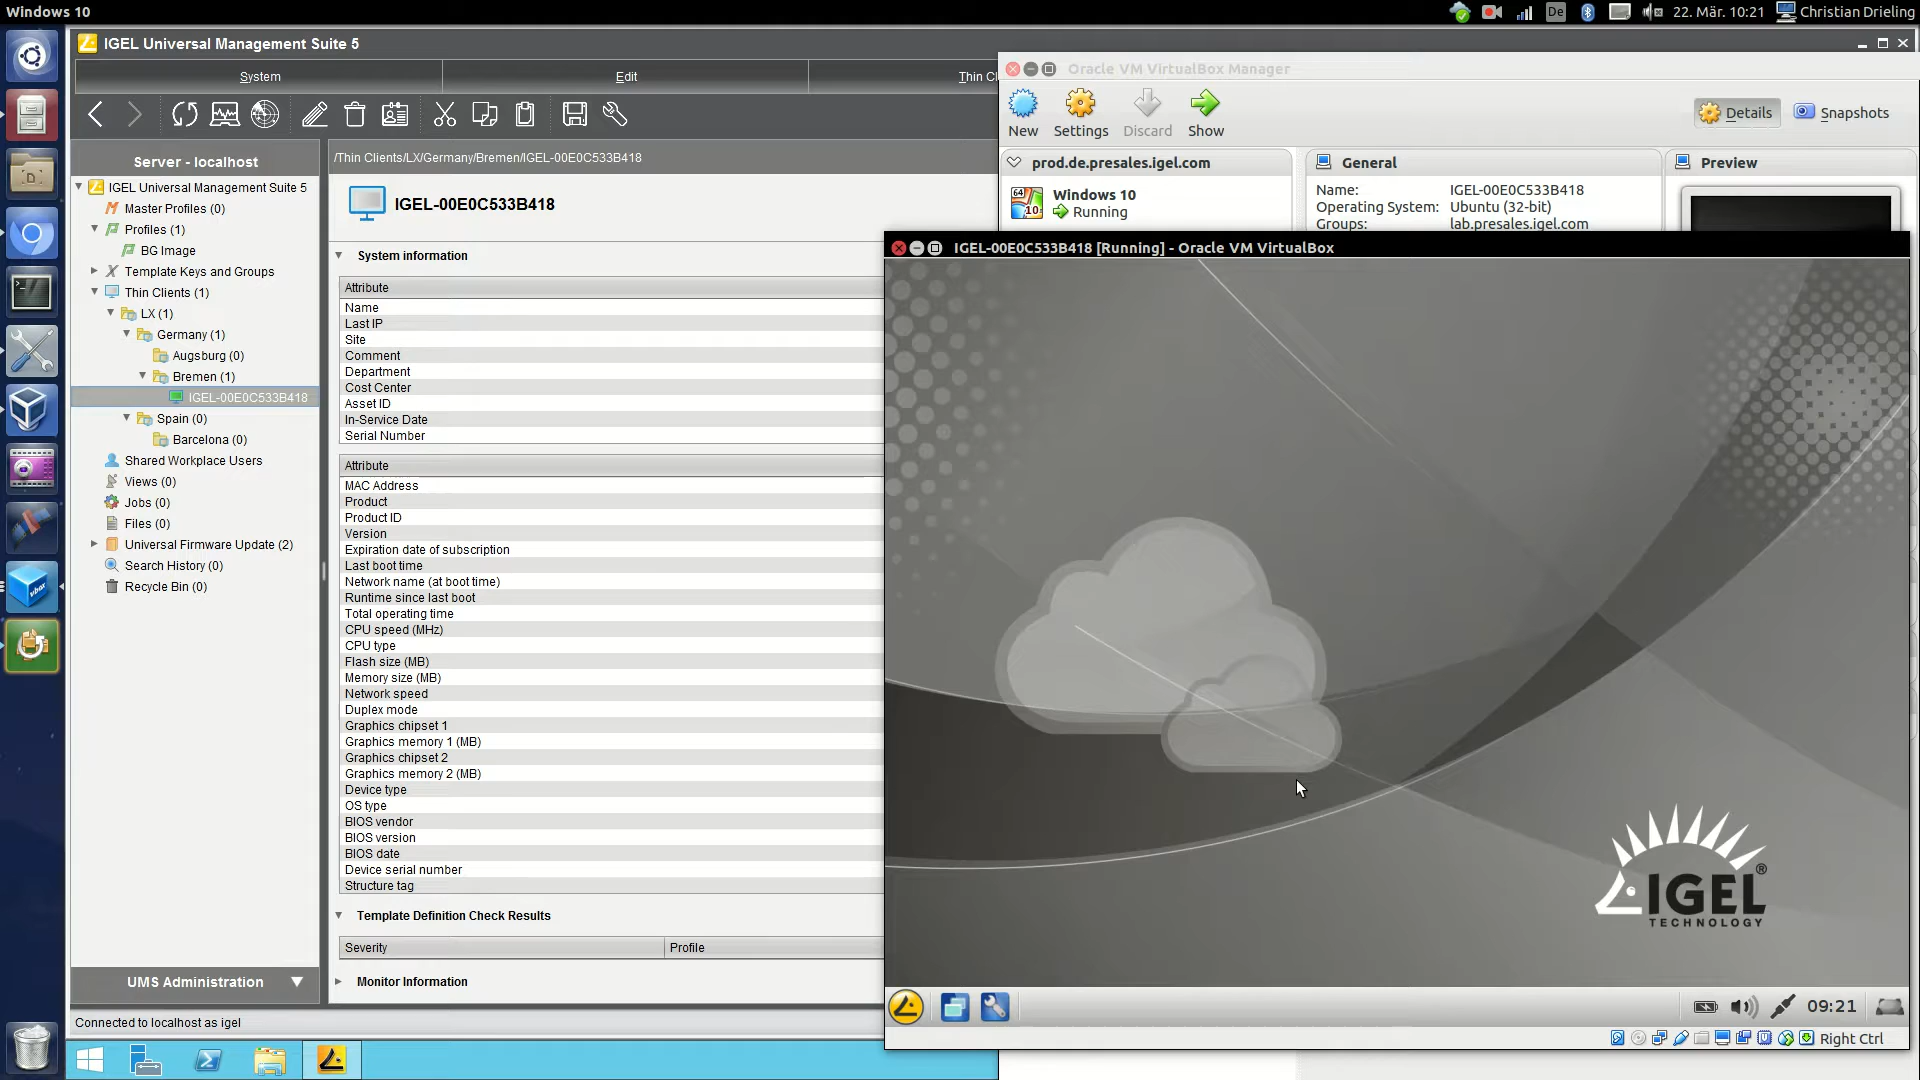 Windows 10
De
22. Mär. 10:21
Christian Drieling
IGEL Universal Management Suite 5
System
Edit
Thin Cl
Server - localhost
IGEL Universal Management Suite 5
Master Profiles (0)
Profiles (1)
BG Image
Template Keys and Groups
Thin Clients (1)
LX (1)
Germany (1)
Augsburg (0)
Bremen (1)
IGEL-00E0C533B418
Spain (0)
Barcelona (0)
Shared Workplace Users
Views (0)
Jobs (0)
Files (0)
Universal Firmware Update (2)
Search History (0)
Recycle Bin (0)
UMS Administration
Connected to localhost as igel
/Thin Clients/LX/Germany/Bremen/IGEL-00E0C533B418
IGEL-00E0C533B418
System information
Attribute
Name
Last IP
Site
Comment
Department
Cost Center
Asset ID
In-Service Date
Serial Number
Attribute
MAC Address
Product
Product ID
Version
Expiration date of subscription
Last boot time
Network name (at boot time)
Runtime since last boot
Total operating time
CPU speed (MHz)
CPU type
Flash size (MB)
Memory size (MB)
Network speed
Duplex mode
Graphics chipset 1
Graphics memory 1 (MB)
Graphics chipset 2
Graphics memory 2 (MB)
Device type
OS type
BIOS vendor
BIOS version
BIOS date
Device serial number
Structure tag
Template Definition Check Results
Severity Profile
Monitor Information
Oracle VM VirtualBox Manager
New Settings Discard Show
Details Snapshots
prod.de.presales.igel.com
64
10
Windows 10
Running
General
Name: IGEL-00E0C533B418
Operating System: Ubuntu (32-bit)
Groups: lab.presales.igel.com
Preview
IGEL-00E0C533B418 [Running] - Oracle VM VirtualBox
IGEL®
TECHNOLOGY
09:21
Right Ctrl
D
vbox